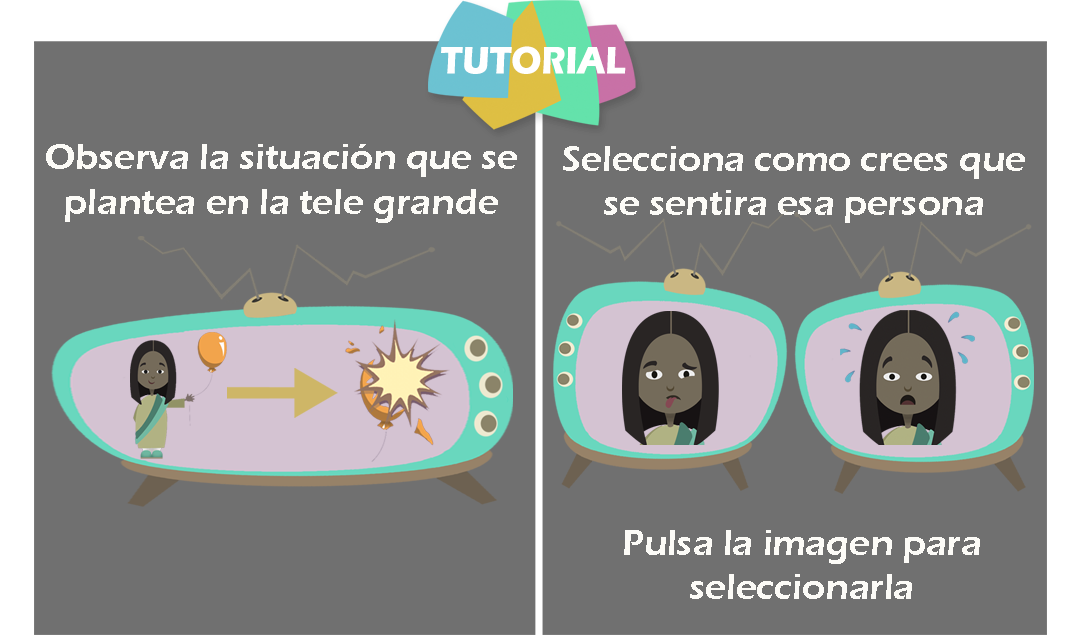 TUTORIAL
Observa la situación que se
plantea en la tele grande
Selecciona como crees que
se sentira esa persona
Pulsa la imagen para
seleccionarla